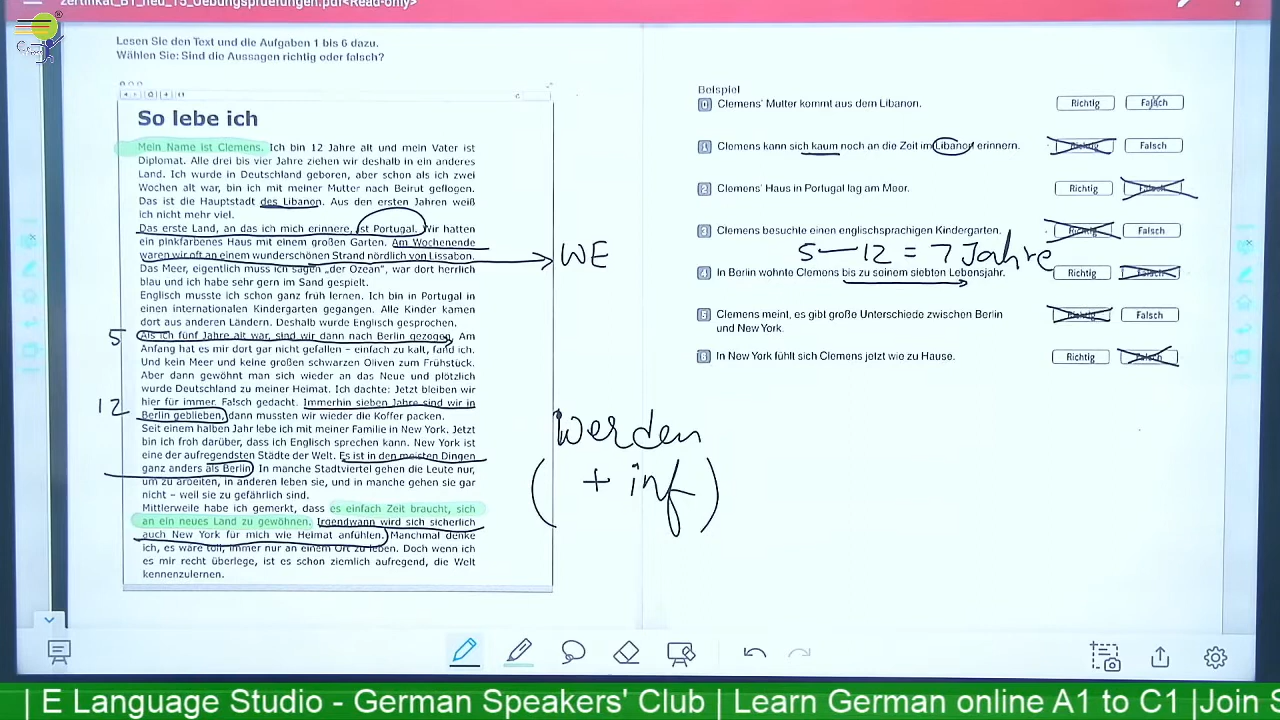 zertifikat_B1_neu_15_Uebungspruefungen.pdf<Read-only>
Lesen Sie den Text und die Aufgaben 1 bis 6 dazu.
Wählen Sie: Sind die Aussagen richtig oder falsch?
So lebe ich
Mein Name ist Clemens. Ich bin 12 Jahre alt und mein Vater ist
Diplomat. Alle drei bis vier Jahre ziehen wir deshalb in ein anderes
Land. Ich wurde in Deutschland geboren, aber schon als ich zwei
Wochen alt war, bin ich mit meiner Mutter nach Beirut geflogen.
Das ist die Hauptstadt des Libanon. Aus den ersten Jahren weiß
ich nicht mehr viel.
Das erste Land, an das ich mich erinnere, ist Portugal. Wir hatten
ein pinkfarbenes Haus mit einem großen Garten. Am Wochenende
waren wir oft an einem wunderschönen Strand nördlich von Lissabon.
WE
Das Meer, eigentlich muss ich sagen „der Ozean“, war dort herrlich
blau und ich habe sehr gern im Sand gespielt.
Englisch musste ich schon ganz früh lernen. Ich bin in Portugal in
einen internationalen Kindergarten gegangen. Alle Kinder kamen
dort aus anderen Ländern. Deshalb wurde Englisch gesprochen.
5 Als ich fünf Jahre alt war, sind wir dann nach Berlin gezogen. Am
Anfang hat es mir dort gar nicht gefallen – einfach zu kalt, fand ich.
Und kein Meer und keine großen schwarzen Oliven zum Frühstück.
Aber dann gewöhnt man sich wieder an das Neue und plötzlich
wurde Deutschland zu meiner Heimat. Ich dachte: Jetzt bleiben wir
hier für immer. Falsch gedacht. Immerhin sieben Jahre sind wir in
12 Berlin geblieben, dann mussten wir wieder die Koffer packen.
Seit einem halben Jahr lebe ich mit meiner Familie in New York. Jetzt
bin ich froh darüber, dass ich Englisch sprechen kann. New York ist
eine der aufregendsten Städte der Welt. Es ist in den meisten Dingen
ganz anders als Berlin. In manche Stadtviertel gehen die Leute nur,
um zu arbeiten, in anderen leben sie, und in manche gehen sie gar
nicht – weil sie zu gefährlich sind.
Mittlerweile habe ich gemerkt, dass es einfach Zeit braucht, sich
an ein neues Land zu gewöhnen. Irgendwann wird sich sicherlich
auch New York für mich wie Heimat anfühlen. Manchmal denke
ich, es wäre toll, immer nur an einem Ort zu leben. Doch wenn ich
es mir recht überlege, ist es schon ziemlich aufregend, die Welt
kennenzulernen.
Werden
( + inf )
Beispiel
0 Clemens' Mutter kommt aus dem Libanon. Richtig Falsch
1 Clemens kann sich kaum noch an die Zeit im Libanon erinnern. Richtig Falsch
2 Clemens' Haus in Portugal lag am Meer. Richtig Falsch
3 Clemens besuchte einen englischsprachigen Kindergarten. Richtig Falsch
5 — 12 = 7 Jahre
4 In Berlin wohnte Clemens bis zu seinem siebten Lebensjahr. Richtig Falsch
5 Clemens meint, es gibt große Unterschiede zwischen Berlin
und New York. Richtig Falsch
6 In New York fühlt sich Clemens jetzt wie zu Hause. Richtig Falsch
| E Language Studio - German Speakers' Club | Learn German online A1 to C1 |Join S